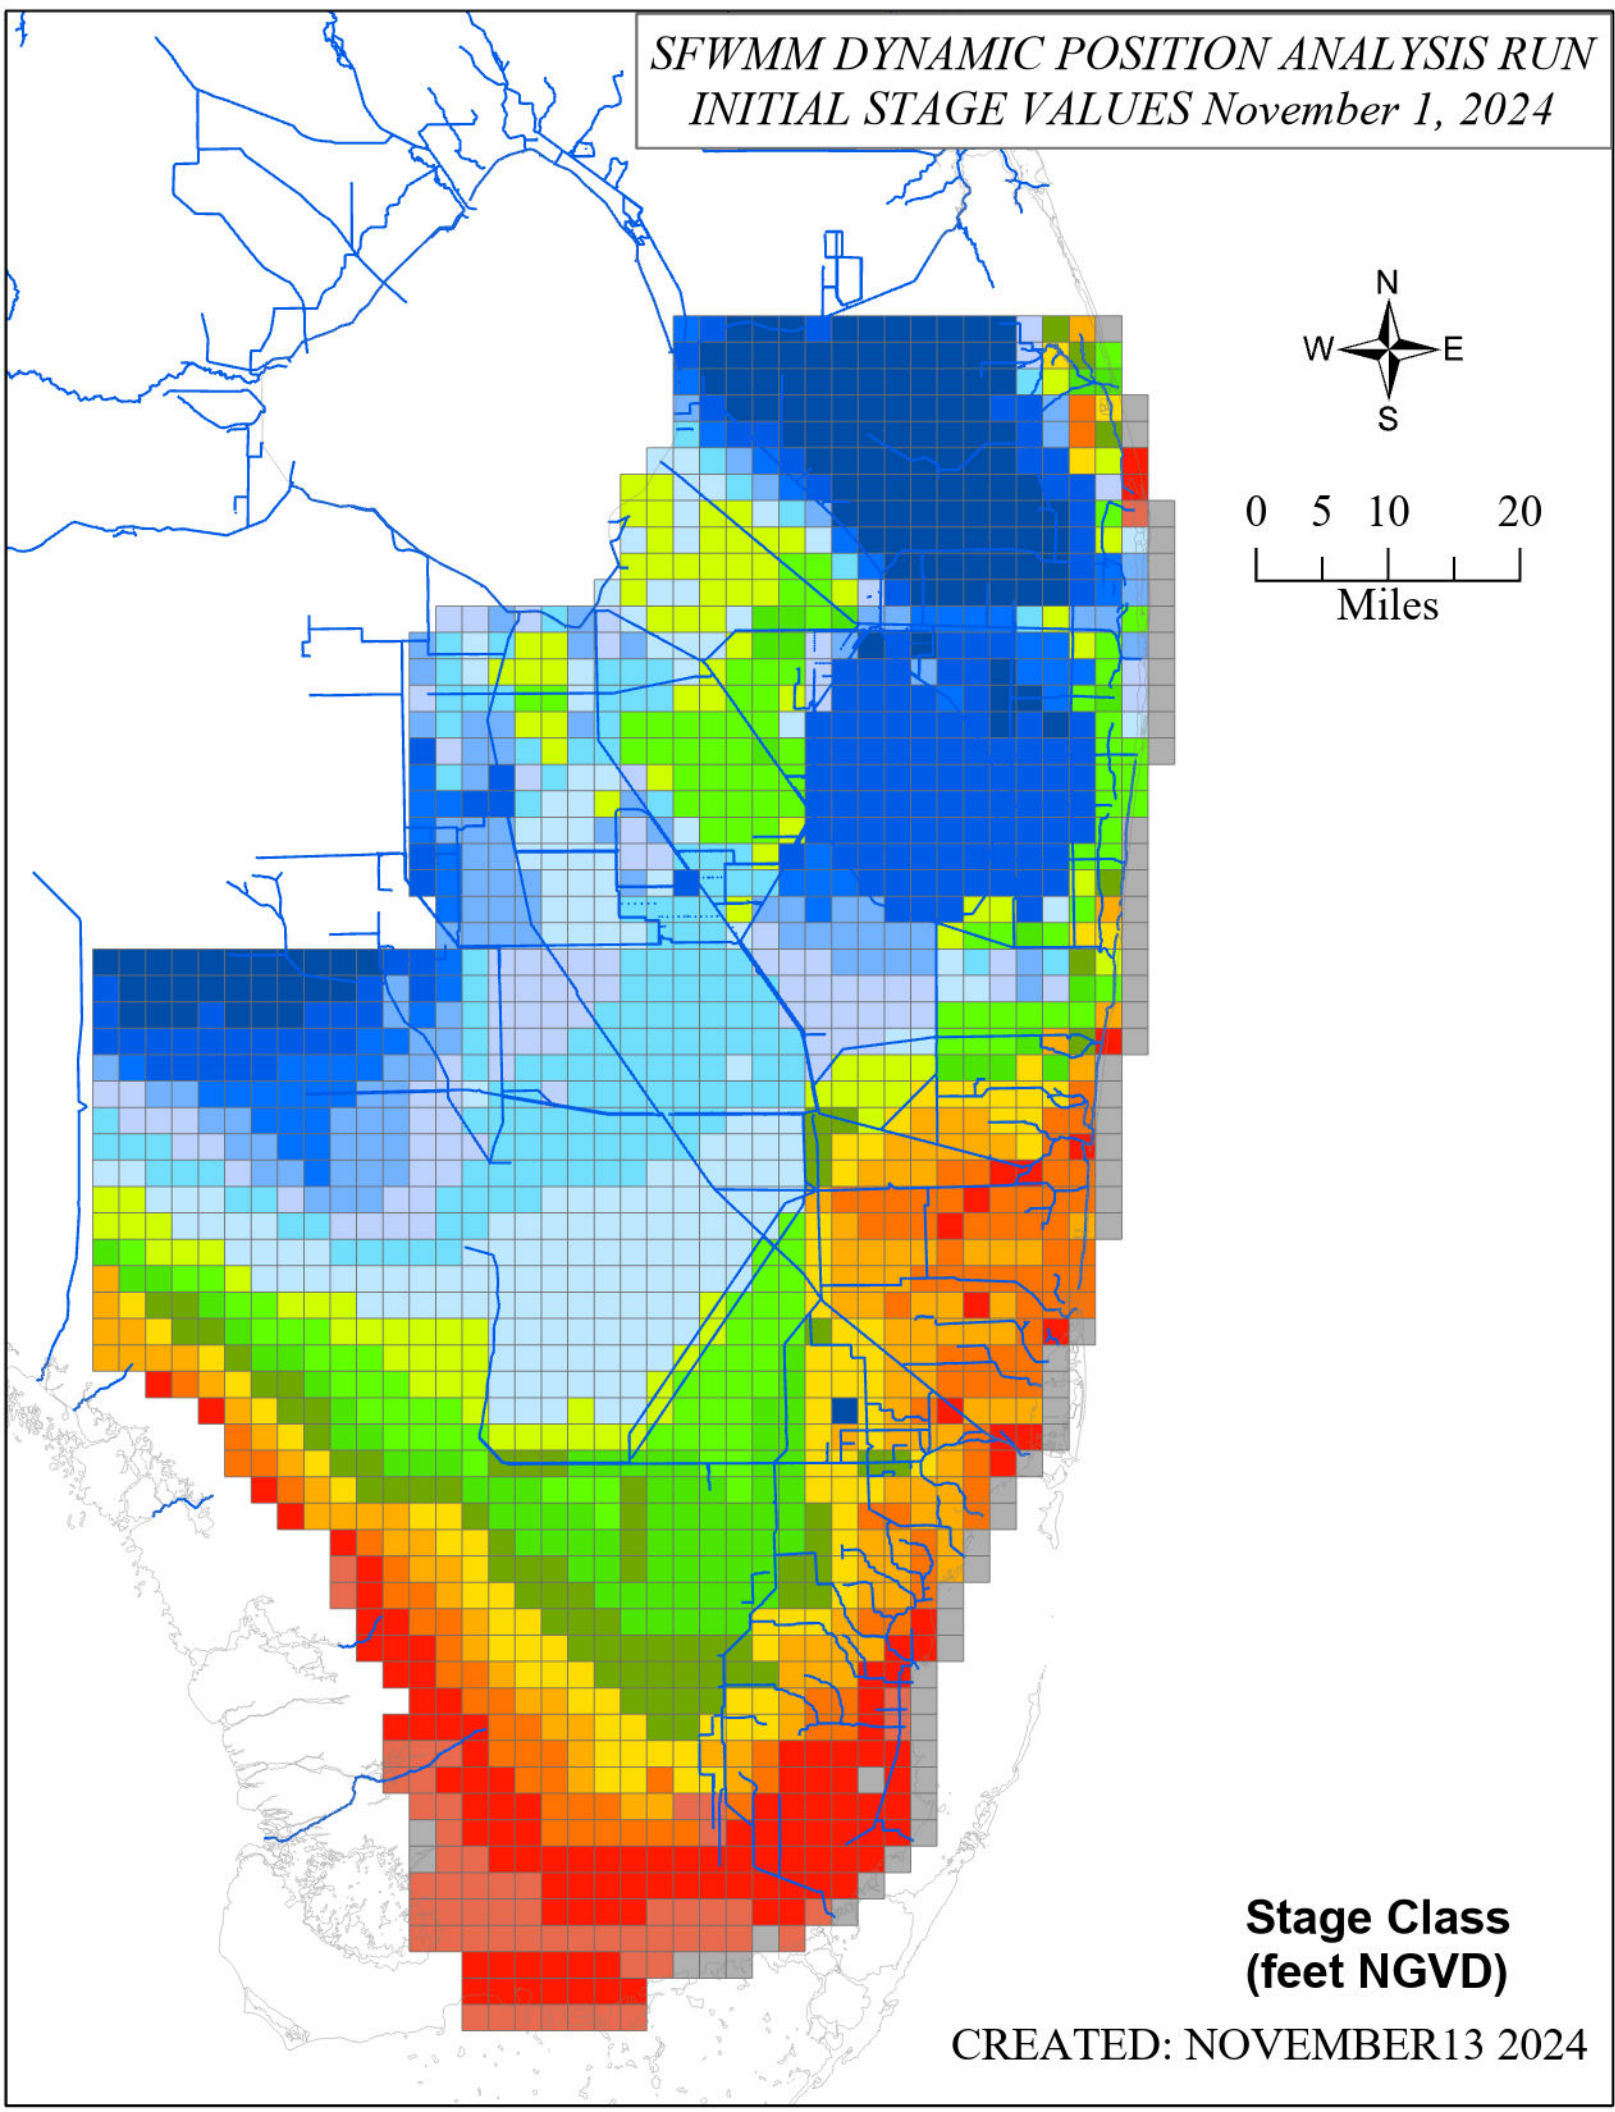 SFWMM DYNAMIC POSITION ANALYSIS RUN
INITIAL STAGE VALUES November 1, 2024
N
W E
S
0 5 10 20
Miles
Stage Class
(feet NGVD)
CREATED: NOVEMBER13 2024